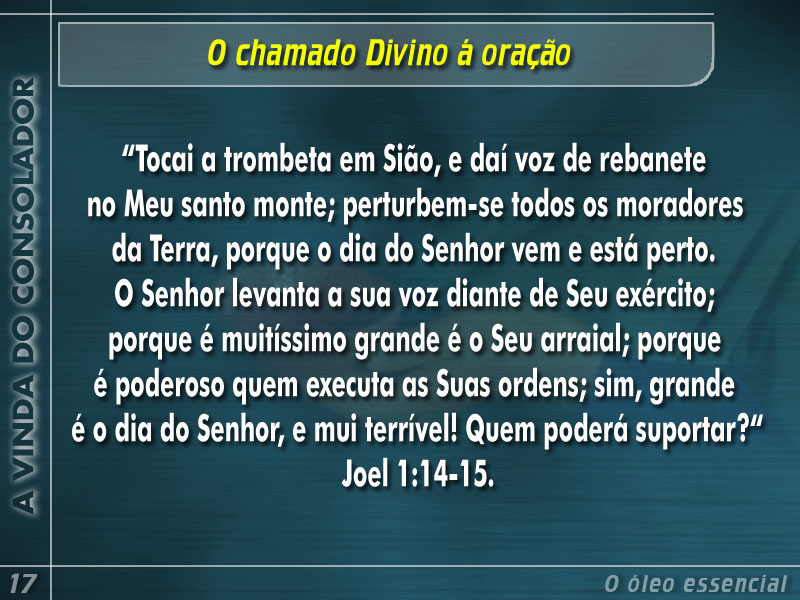 O chamado Divino á oração
A VINDA DO CONSOLADOR
“Tocai a trombeta em Sião, e daí voz de rebanete
no Meu santo monte; perturbem-se todos os moradores
da Terra, porque o dia do Senhor vem e está perto.
O Senhor levanta a sua voz diante de Seu exército;
porque é muitíssimo grande é o Seu arraial; porque
é poderoso quem executa as Suas ordens; sim, grande
é o dia do Senhor, e mui terrível! Quem poderá suportar?“
Joel 1:14-15.
17
O óleo essencial